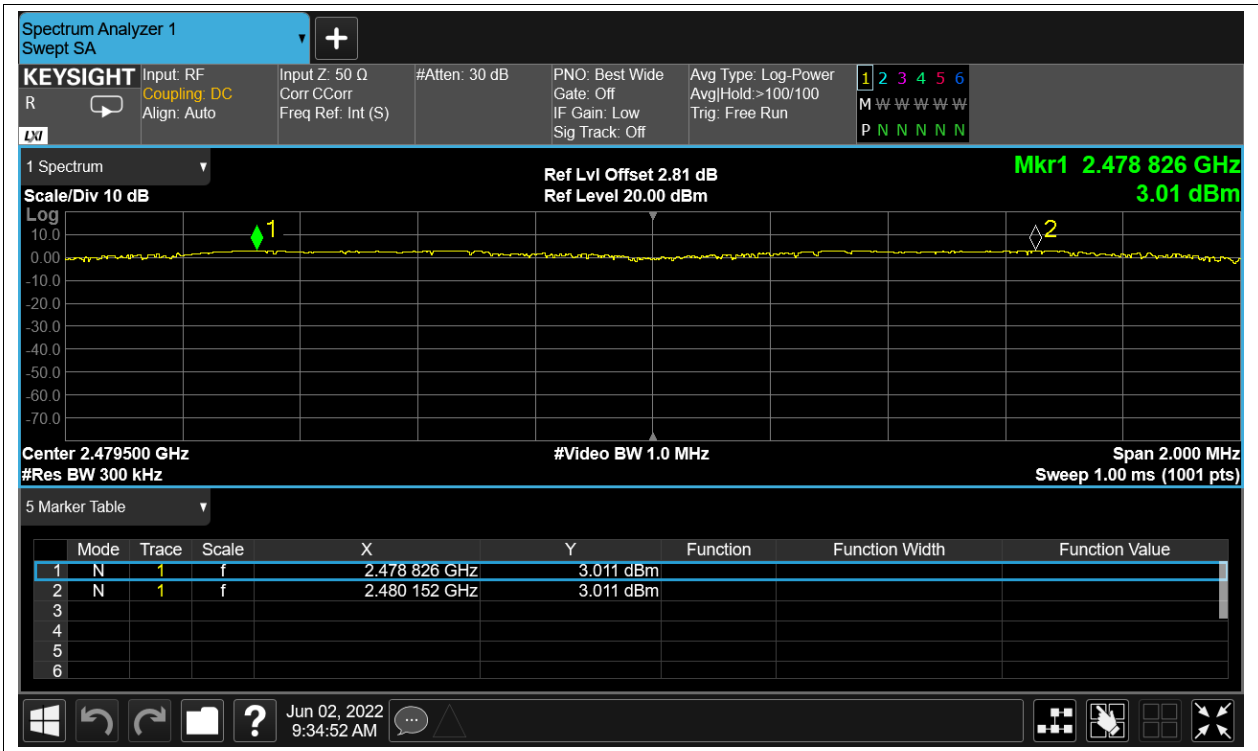 Spectrum Analyzer 1
Swept SA
KEYSIGHT
R
LXI
Input: RF
Coupling: DC
Align: Auto
Input Z: 50 Ω
Corr CCorr
Freq Ref: Int (S)
#Atten: 30 dB
PNO: Best Wide
Gate: Off
IF Gain: Low
Sig Track: Off
Avg Type: Log-Power
Avg|Hold:>100/100
Trig: Free Run
1 2 3 4 5 6
M W W W W W
P N N N N N
1 Spectrum
Scale/Div 10 dB
Ref Lvl Offset 2.81 dB
Ref Level 20.00 dBm
Mkr1 2.478 826 GHz
3.01 dBm
Log
10.0
0.00
-10.0
-20.0
-30.0
-40.0
-50.0
-60.0
-70.0
1
2
Center 2.479500 GHz
#Res BW 300 kHz
#Video BW 1.0 MHz
Span 2.000 MHz
Sweep 1.00 ms (1001 pts)
5 Marker Table
Mode Trace Scale X Y Function Function Width Function Value
1 N 1 f 2.478 826 GHz 3.011 dBm
2 N 1 f 2.480 152 GHz 3.011 dBm
3
4
5
6
?
Jun 02, 2022
9:34:52 AM